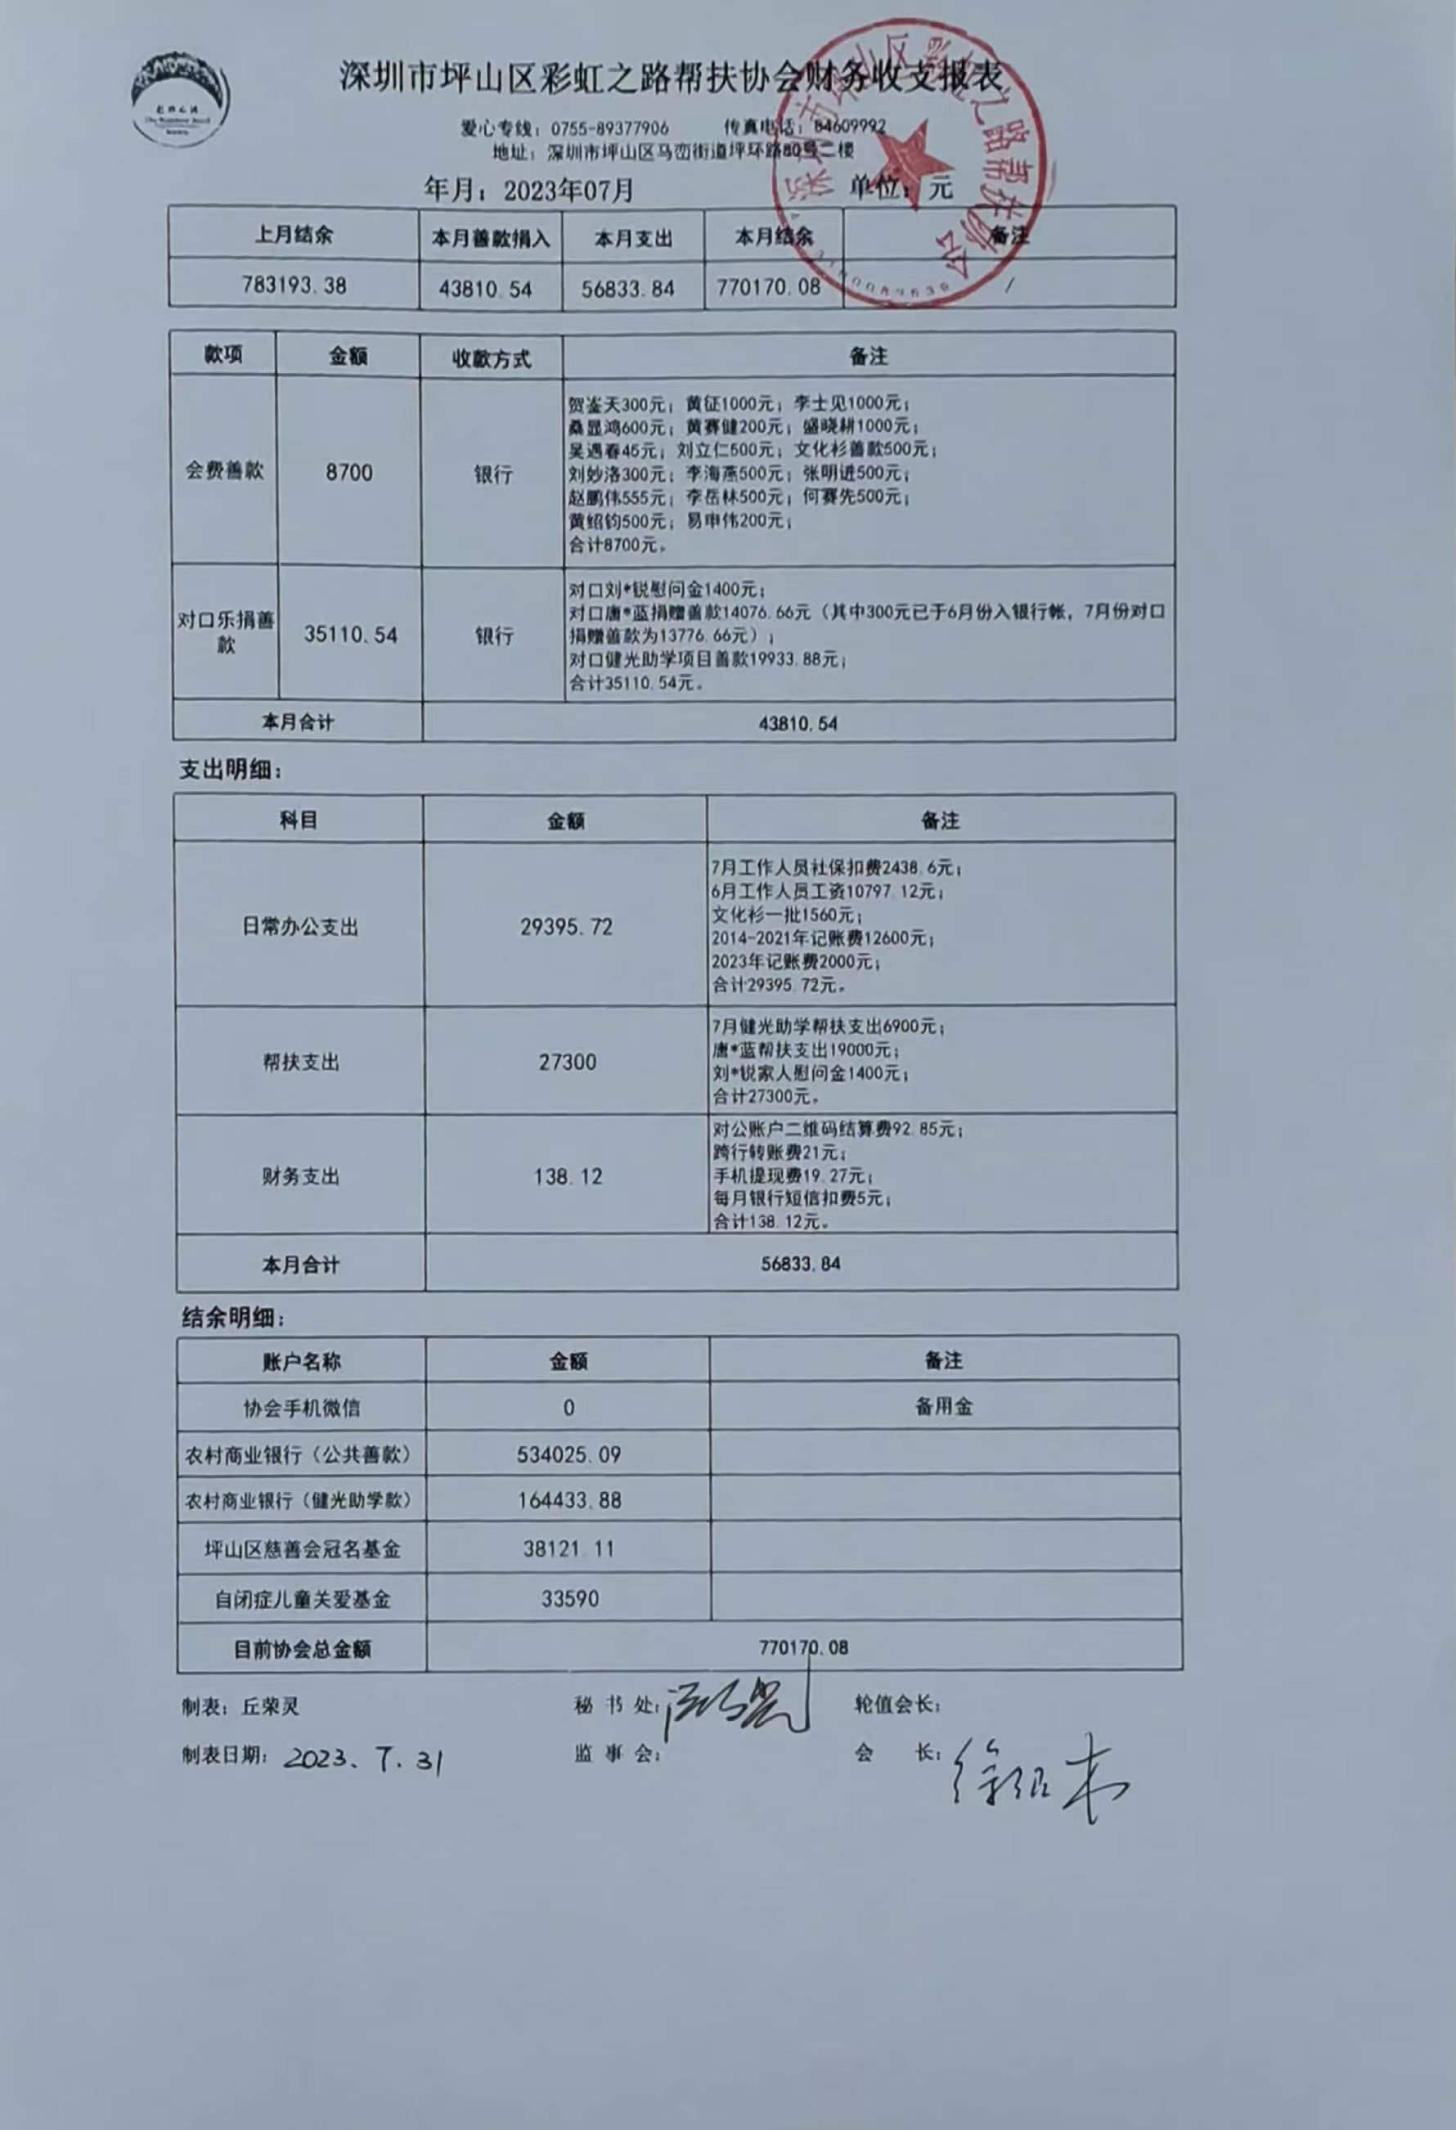 深圳市坪山区彩虹之路帮扶协会财务收支报表
爱心专线：0755-89377906 传真电话：84609992
地址：深圳市坪山区马峦街道坪环路80号二楼
年月：2023年07月 单位：元
上月结余 本月善款捐入 本月支出 本月结余 备注
783193.38 43810.54 56833.84 770170.08 /
款项 金额 收款方式 备注
会费善款 8700 银行
贺崟天300元；黄征1000元；李士见1000元；
桑显鸿600元；黄赛健200元；盛晓耕1000元；
吴遇春45元；刘立仁500元；文化衫善款500元；
刘妙洛300元；李海燕500元；张明进500元；
赵鹏伟555元；李岳林500元；何赛先500元；
黄绍钧500元；易申伟200元；
合计8700元。
对口乐捐善款 35110.54 银行
对口刘*锐慰问金1400元；
对口唐*蓝捐赠善款14076.66元（其中300元已于6月份入银行帐，7月份对口
捐赠善款为13776.66元）；
对口健光助学项目善款19933.88元；
合计35110.54元。
本月合计 43810.54
支出明细：
科目 金额 备注
日常办公支出 29395.72
7月工作人员社保扣费2438.6元；
6月工作人员工资10797.12元；
文化衫一批1560元；
2014-2021年记账费12600元；
2023年记账费2000元；
合计29395.72元。
帮扶支出 27300
7月健光助学帮扶支出6900元；
唐*蓝帮扶支出19000元；
刘*锐家人慰问金1400元；
合计27300元。
财务支出 138.12
对公账户二维码结算费92.85元；
跨行转账费21元；
手机提现费19.27元；
每月银行短信扣费5元；
合计138.12元。
本月合计 56833.84
结余明细：
账户名称 金额 备注
协会手机微信 0 备用金
农村商业银行（公共善款） 534025.09
农村商业银行（健光助学款） 164433.88
坪山区慈善会冠名基金 38121.11
自闭症儿童关爱基金 33590
目前协会总金额 770170.08
制表：丘荣灵 秘 书 处： 轮值会长：
制表日期：2023.7.31 监 事 会： 会 长：